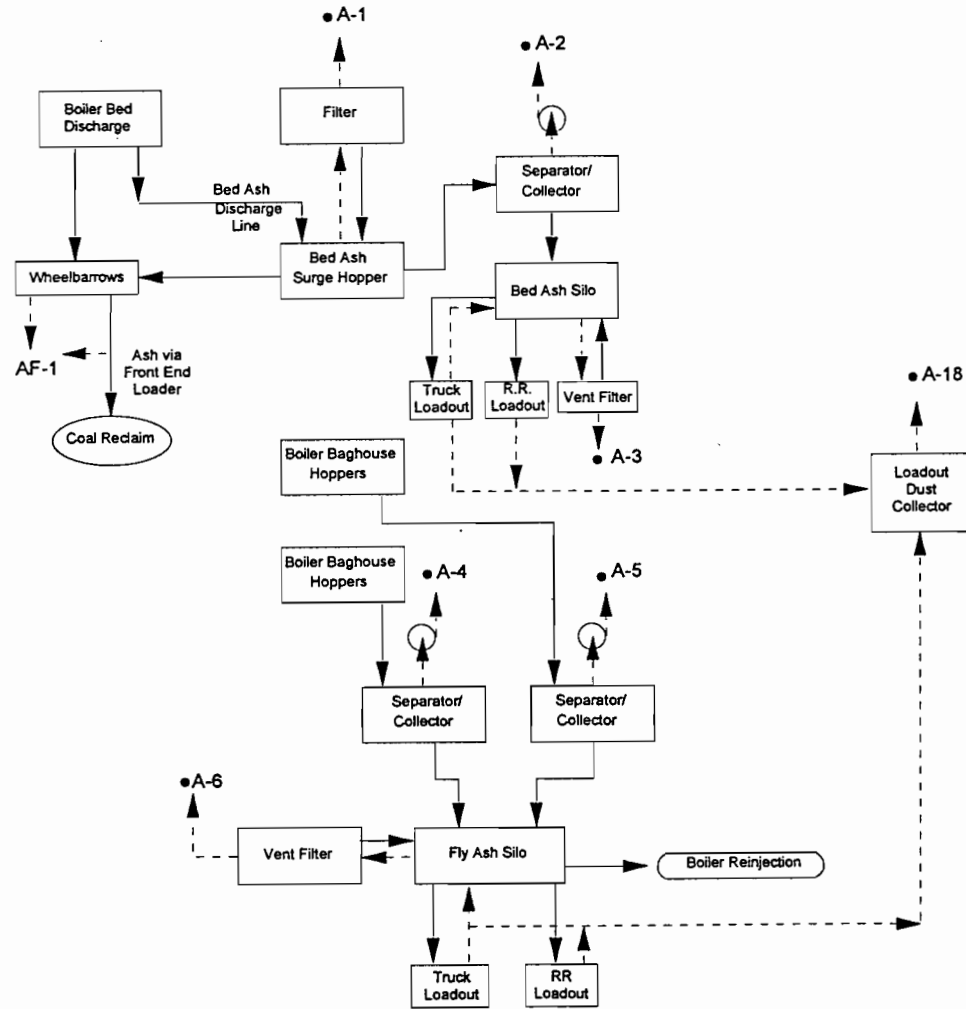 A-1
A-2
Boiler Bed
Discharge
Filter
Separator/
Collector
Bed Ash
Discharge
Line
Bed Ash
Surge Hopper
Wheelbarrows
Bed Ash Silo
AF-1
Ash via
Front End
Loader
Truck
Loadout
R.R.
Loadout
Vent Filter
A-18
Coal Reclaim
A-3
Boiler Baghouse
Hoppers
Loadout
Dust
Collector
Boiler Baghouse
Hoppers
A-4
A-5
Separator/
Collector
Separator/
Collector
A-6
Vent Filter
Fly Ash Silo
Boiler Reinjection
Truck
Loadout
RR
Loadout